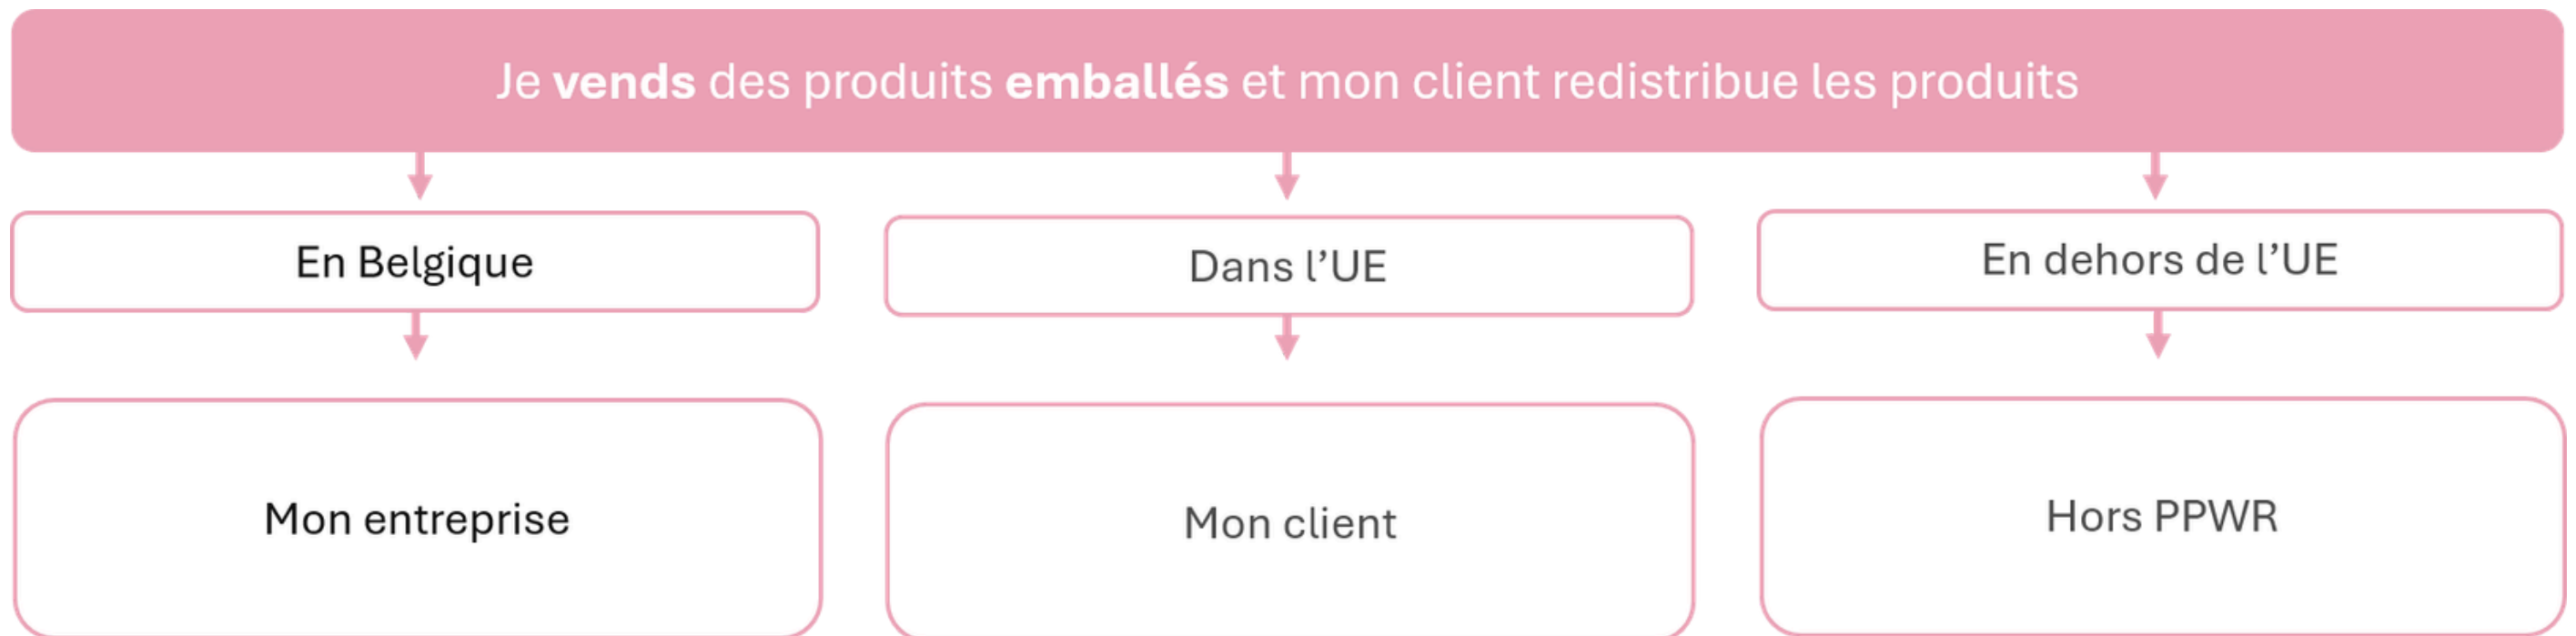 Je vends des produits emballés et mon client redistribue les produits
En Belgique
Dans l’UE
En dehors de l’UE
Mon entreprise
Mon client
Hors PPWR